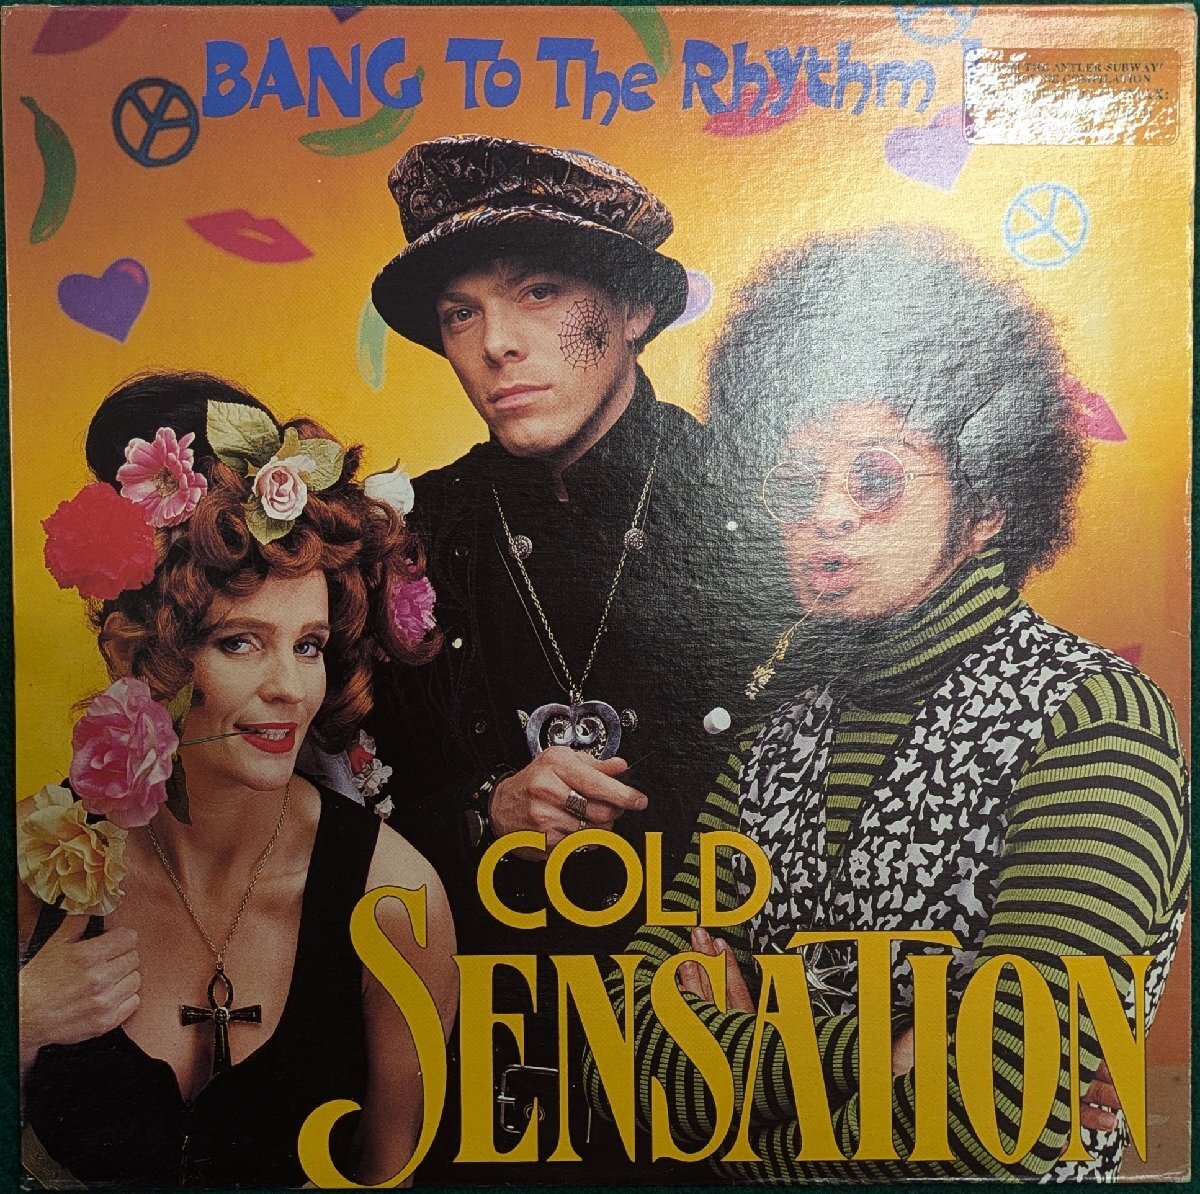 BANG To The Rhythm
THE ANTLER-SUBWAY/
COMPILATION
COLD
SENSATION